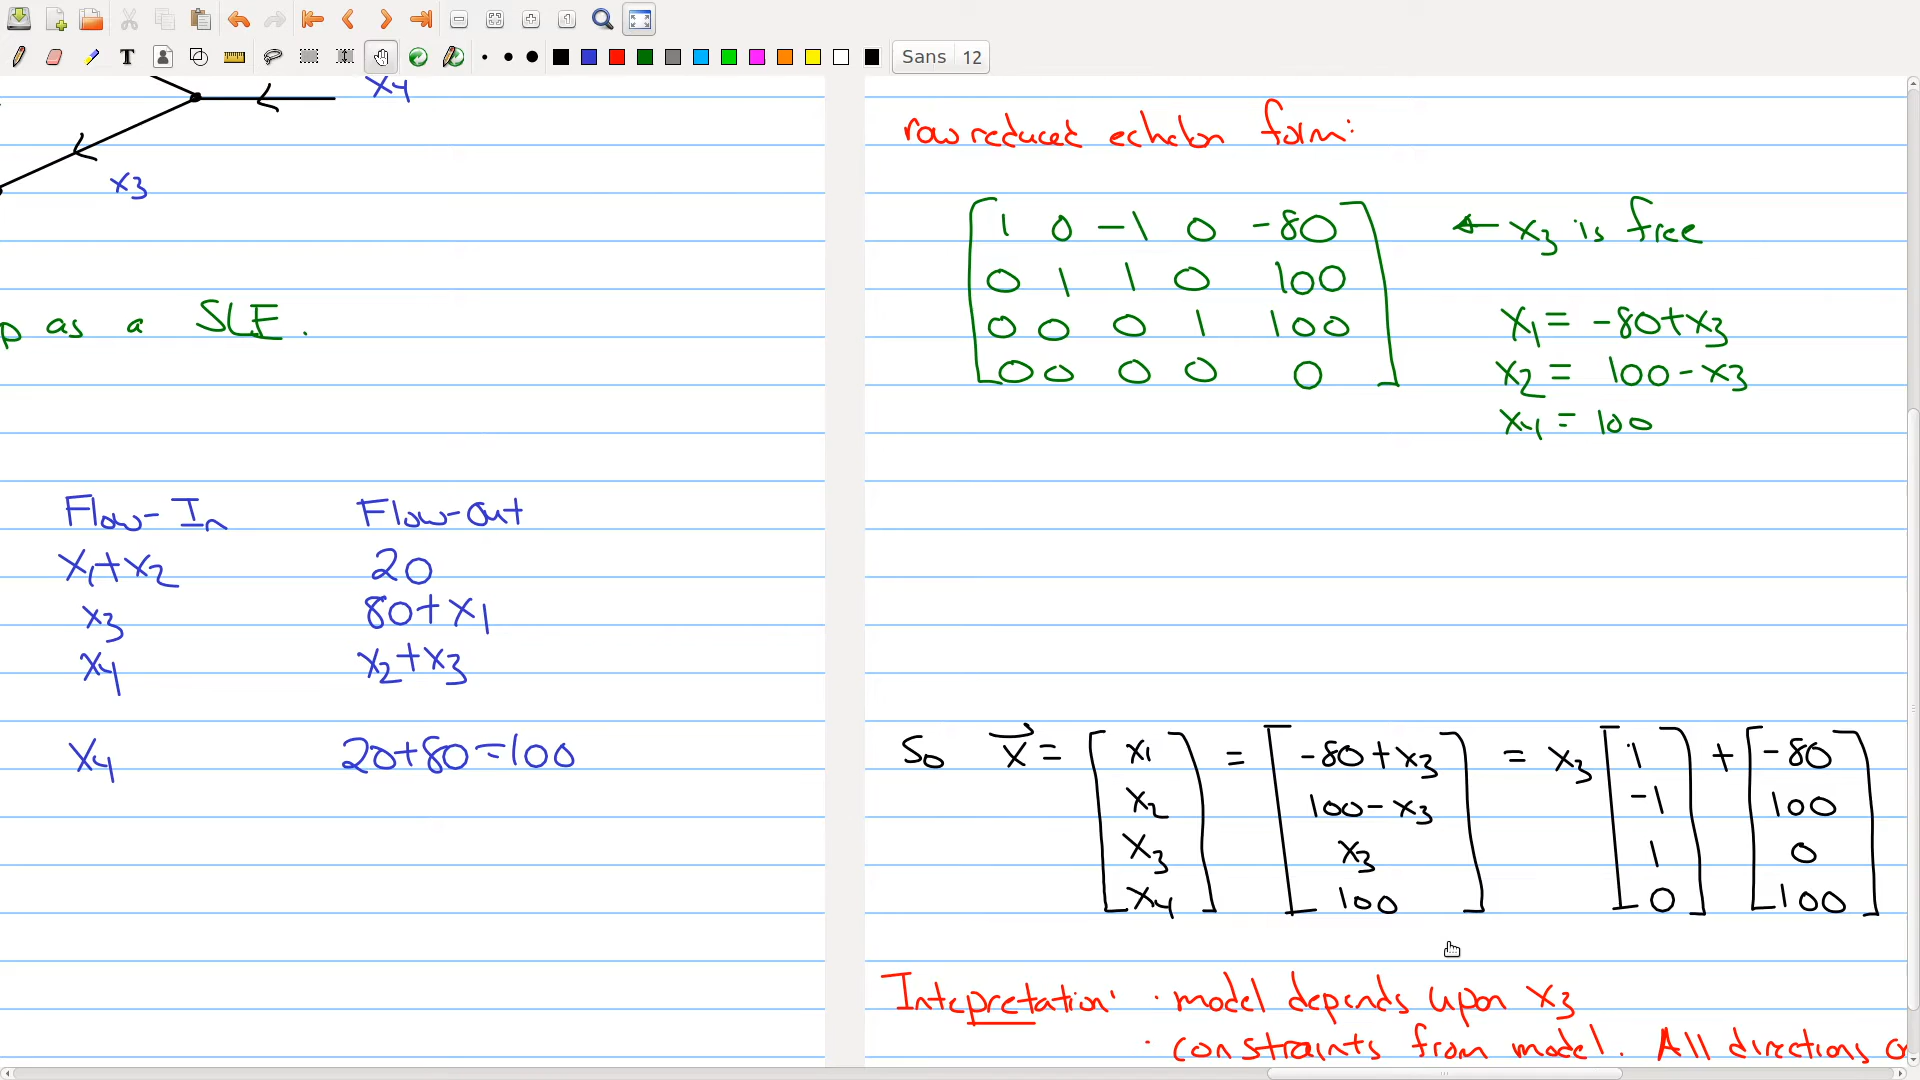 Sans 12
x4
x3
p as a SLE.
Flow-In Flow-out
x1+x2 20
x3 80+x1
x4 x2+x3
x4 20+80=100
row reduced echelon form:
1 0 -1 0 -80 ← x3 is free
0 1 1 0 100
0 0 0 1 100
0 0 0 0 0
x1 = -80+x3
x2 = 100-x3
x4 = 100
So x = [x1 x2 x3 x4] = [-80+x3 100-x3 x3 100] = x3 [1 -1 1 0] + [-80 100 0 100]
Intepretation: · model depends upon x3
· constraints from model. All directions